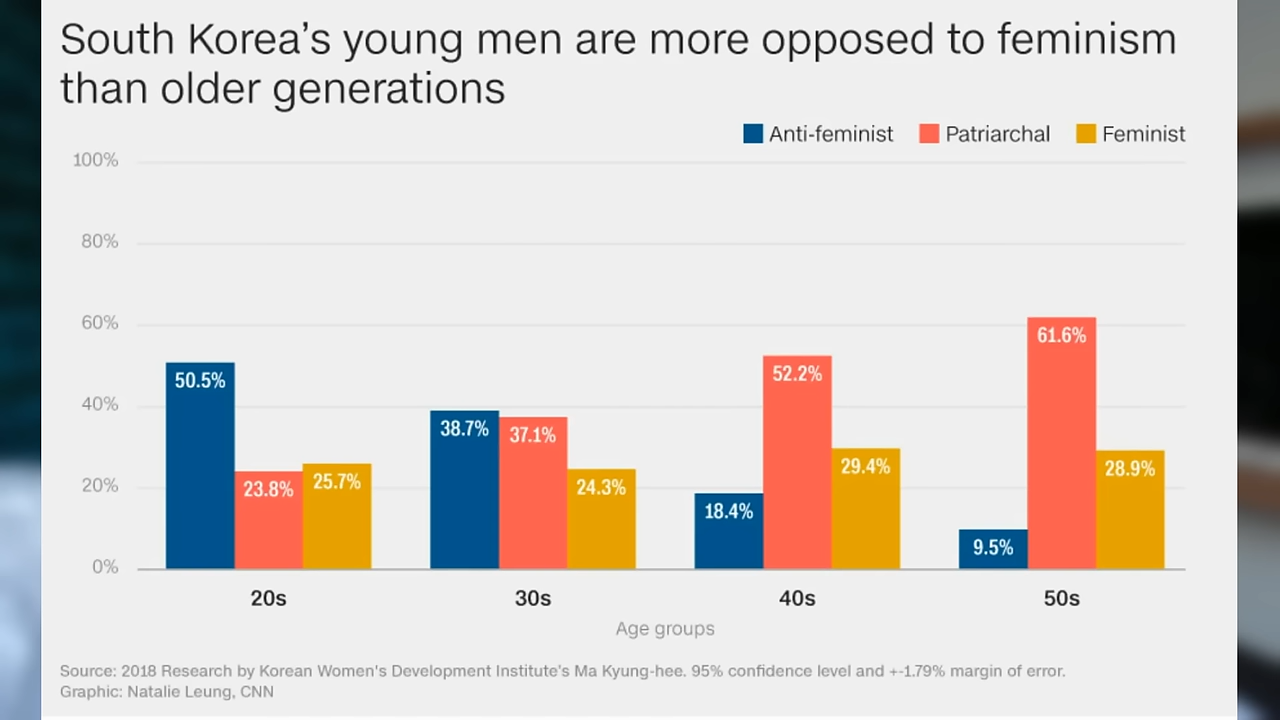 South Korea's young men are more opposed to feminism
than older generations
Anti-feminist Patriarchal Feminist
100%
80%
60%
40%
20%
0%
50.5% 23.8% 25.7%
38.7% 37.1% 24.3%
18.4% 52.2% 29.4%
9.5% 61.6% 28.9%
20s 30s 40s 50s
Age groups
Source: 2018 Research by Korean Women's Development Institute's Ma Kyung-hee. 95% confidence level and +-1.79% margin of error.
Graphic: Natalie Leung, CNN